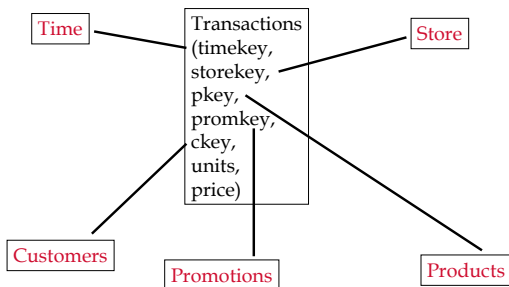 Time
Transactions
(timekey,
storekey,
pkey,
promkey,
ckey,
units,
price)
Store
Customers
Promotions
Products